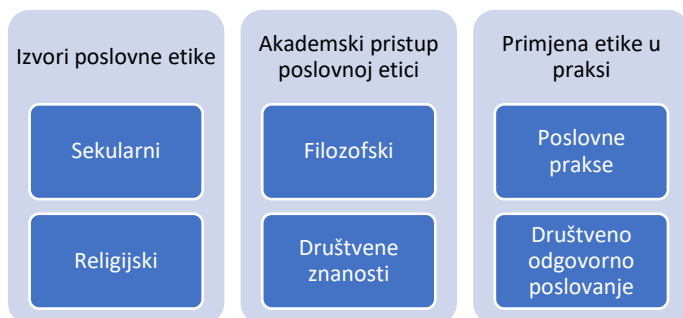 Izvori poslovne etike
Sekularni
Religijski
Akademski pristup
poslovnoj etici
Filozofski
Društvene
znanosti
Primjena etike u
praksi
Poslovne
prakse
Društveno
odgovorno
poslovanje